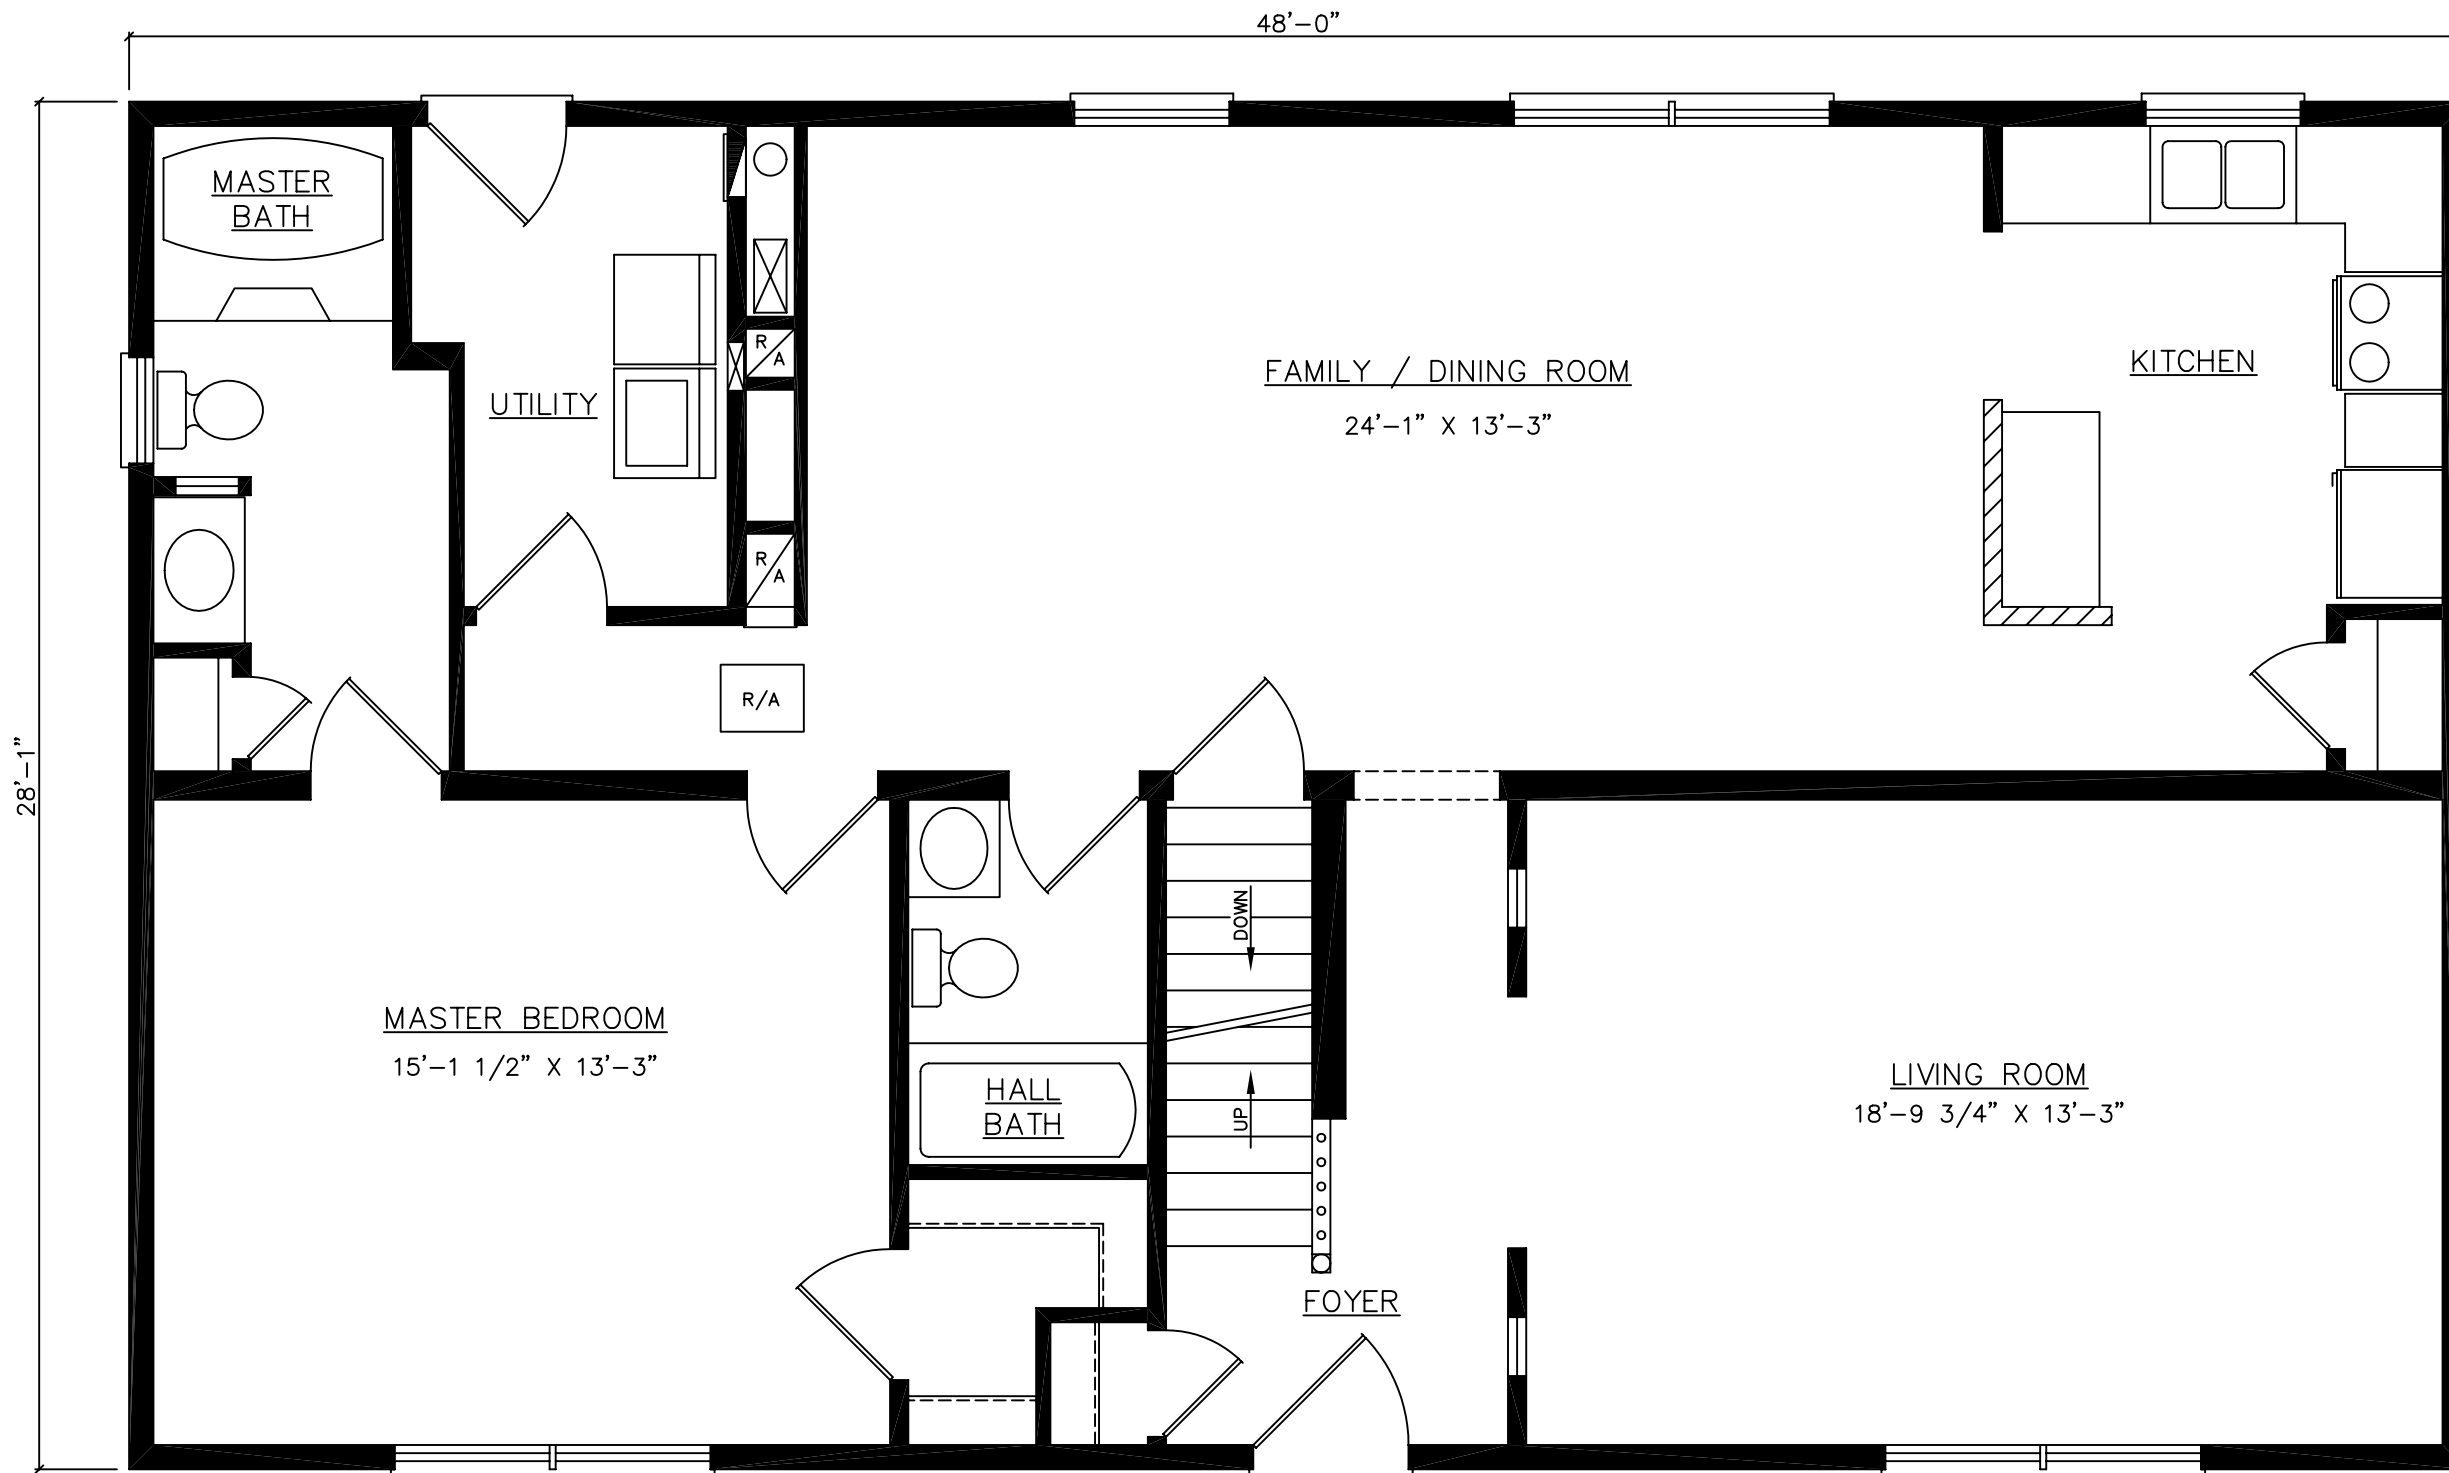 48'-0"
MASTER
BATH
R
A
FAMILY / DINING ROOM
24'-1" X 13'-3"
KITCHEN
UTILITY
R
A
R/A
28'-1"
DOWN
MASTER BEDROOM
15'-1 1/2" X 13'-3"
HALL
BATH
UP
LIVING ROOM
18'-9 3/4" X 13'-3"
FOYER